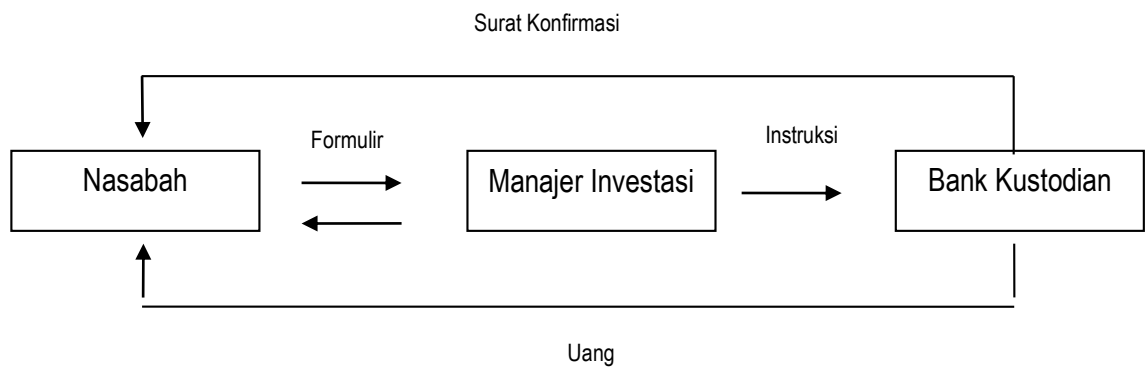 Surat Konfirmasi
Formulir
Instruksi
Nasabah
Manajer Investasi
Bank Kustodian
Uang